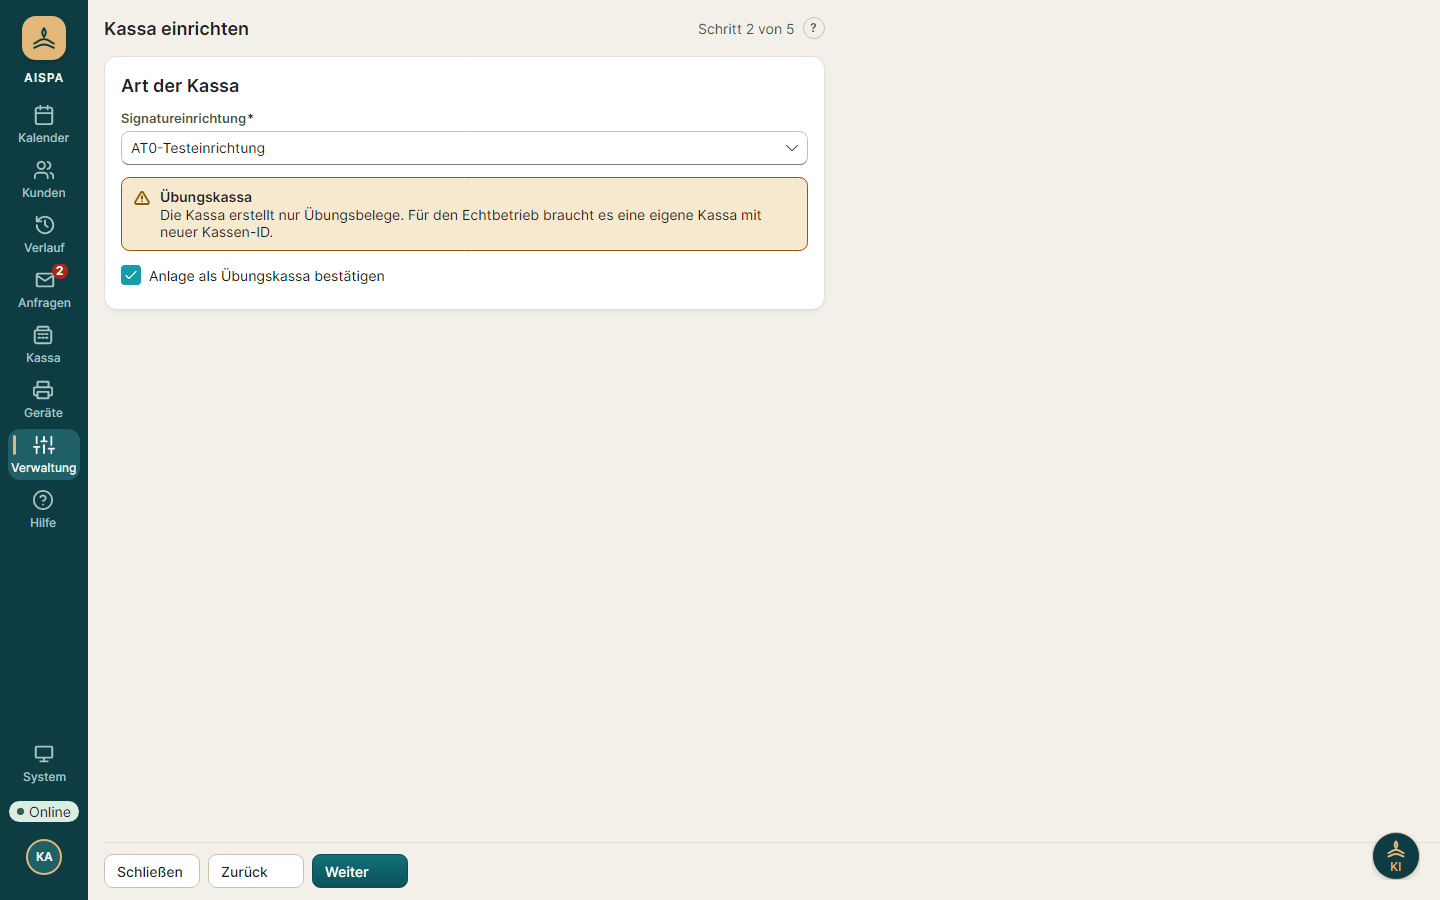 AISPA
Kalender
Kunden
Verlauf
2
Anfragen
Kassa
Geräte
Verwaltung
Hilfe
System
Online
KA
Kassa einrichten
Schritt 2 von 5 ?
Art der Kassa
Signatureinrichtung*
AT0-Testeinrichtung
Übungskassa
Die Kassa erstellt nur Übungsbelege. Für den Echtbetrieb braucht es eine eigene Kassa mit
neuer Kassen-ID.
Anlage als Übungskassa bestätigen
Schließen Zurück Weiter
KI